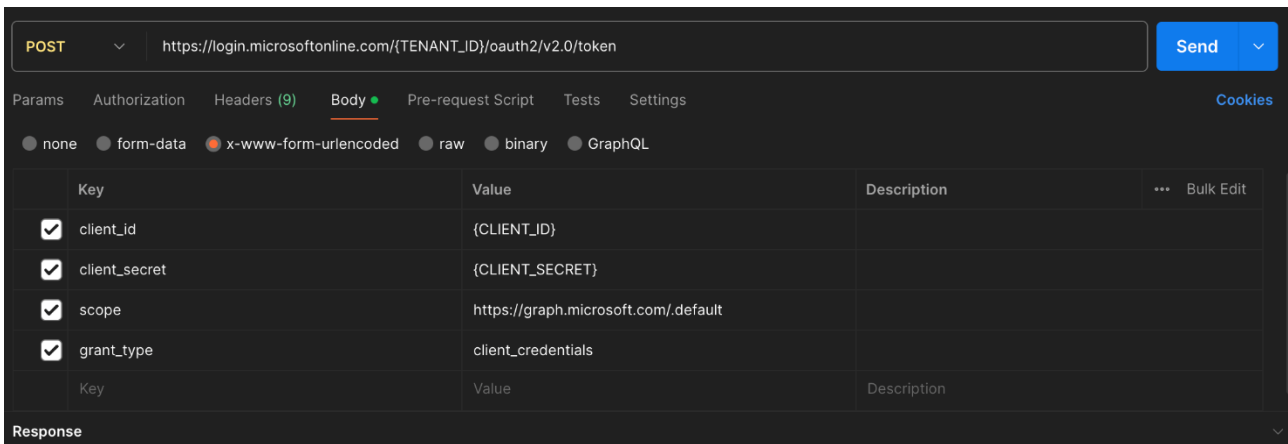 POST https://login.microsoftonline.com/{TENANT_ID}/oauth2/v2.0/token Send
Params Authorization Headers (9) Body Pre-request Script Tests Settings Cookies
none form-data x-www-form-urlencoded raw binary GraphQL
Key Value Description ••• Bulk Edit
client_id {CLIENT_ID}
client_secret {CLIENT_SECRET}
scope https://graph.microsoft.com/.default
grant_type client_credentials
Key Value Description
Response